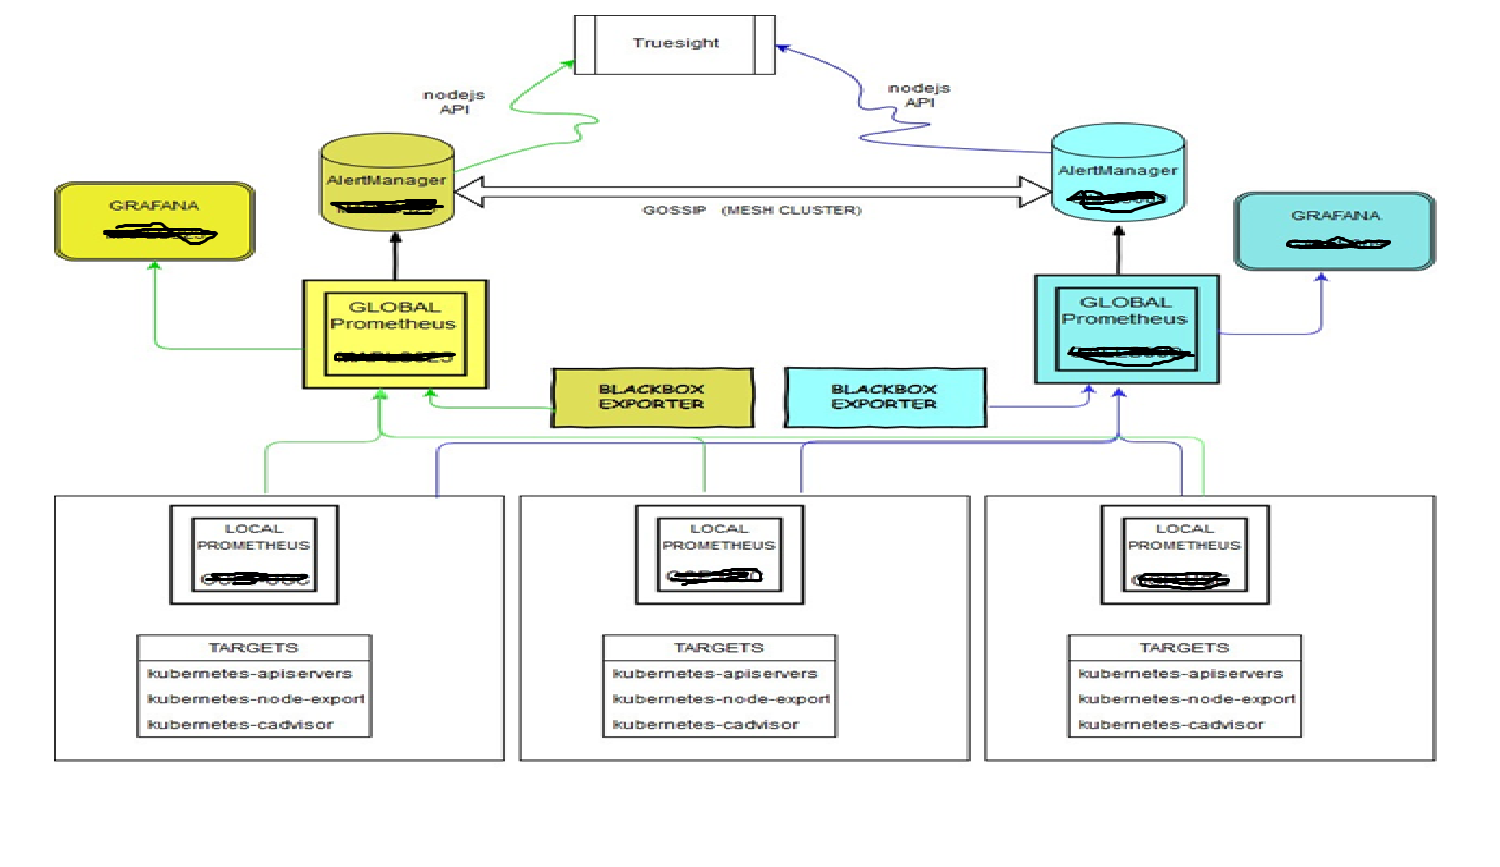 Truesight
nodejs
API
nodejs
API
AlertManager
AlertManager
GOSSIP (MESH CLUSTER)
GRAFANA
GRAFANA
GLOBAL
Prometheus
GLOBAL
Prometheus
BLACKBOX
EXPORTER
BLACKBOX
EXPORTER
LOCAL
PROMETHEUS
TARGETS
kubernetes-apiservers
kubernetes-node-export
kubernetes-cadvisor
LOCAL
PROMETHEUS
TARGETS
kubernetes-apiservers
kubernetes-node-export
kubernetes-cadvisor
LOCAL
PROMETHEUS
TARGETS
kubernetes-apiservers
kubernetes-node-export
kubernetes-cadvisor